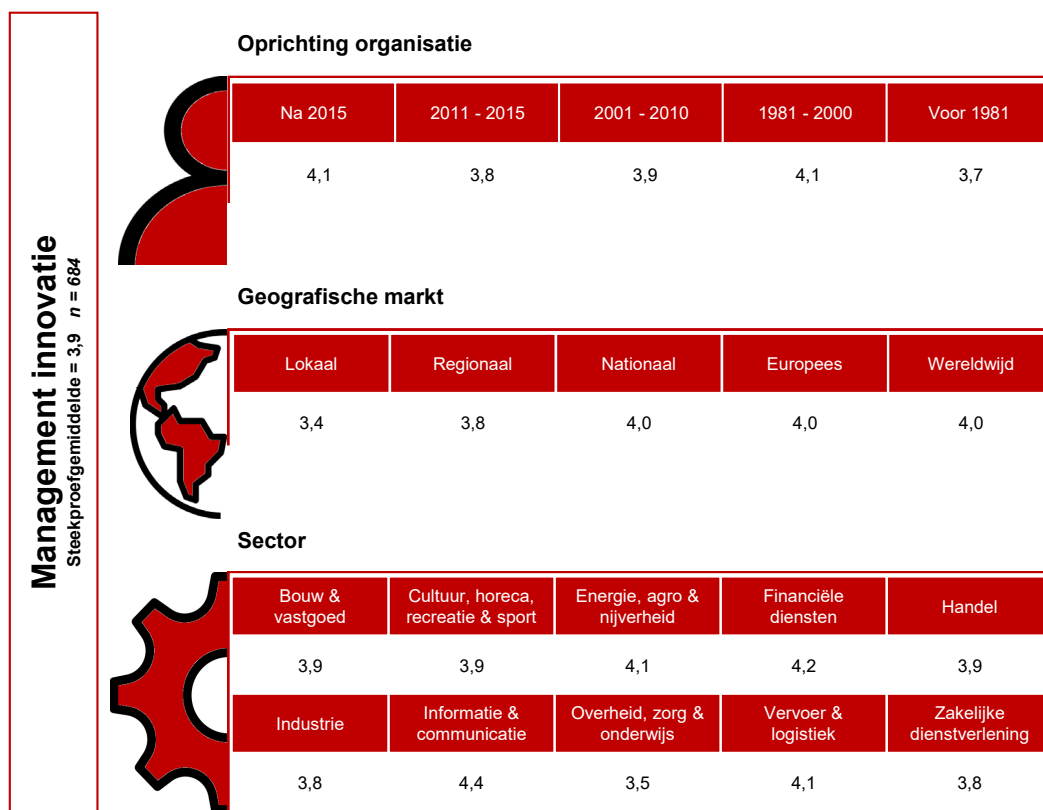 Management innovatie
Steekproefgemiddelde = 3,9 n = 684
Oprichting organisatie
Na 2015 2011 - 2015 2001 - 2010 1981 - 2000 Voor 1981
4,1 3,8 3,9 4,1 3,7
Geografische markt
Lokaal Regionaal Nationaal Europees Wereldwijd
3,4 3,8 4,0 4,0 4,0
Sector
Bouw & Cultuur, horeca, Energie, agro & Financiële Handel
vastgoed recreatie & sport nijverheid diensten
3,9 3,9 4,1 4,2 3,9
Industrie Informatie & Overheid, zorg & Vervoer & Zakelijke
communicatie onderwijs logistiek dienstverlening
3,8 4,4 3,5 4,1 3,8